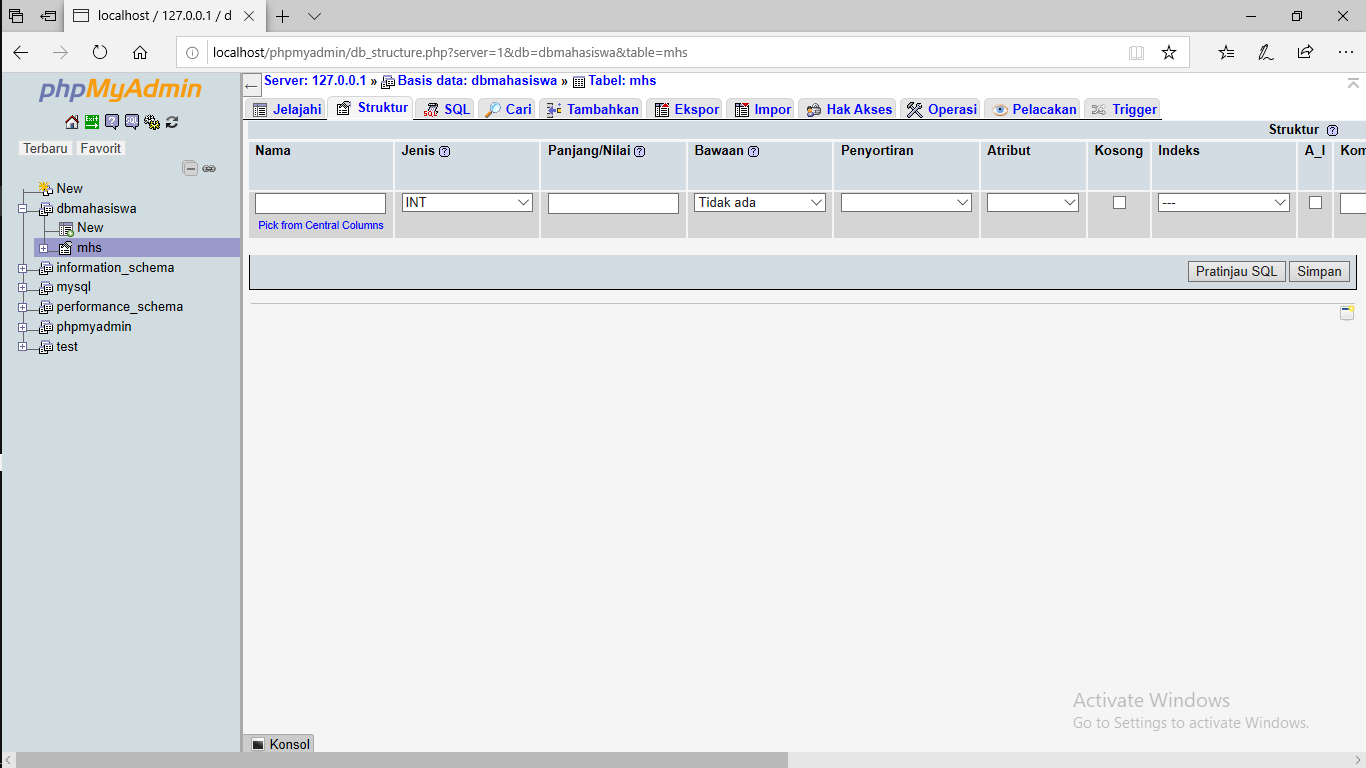 localhost / 127.0.0.1 / d
localhost/phpmyadmin/db_structure.php?server=1&db=dbmahasiswa&table=mhs
phpMyAdmin
Terbaru Favorit
New
dbmahasiswa
New
mhs
information_schema
mysql
performance_schema
phpmyadmin
test
Server: 127.0.0.1 » Basis data: dbmahasiswa » Tabel: mhs
Jelajahi Struktur SQL Cari Tambahkan Ekspor Impor Hak Akses Operasi Pelacakan Trigger
Struktur
Nama Jenis Panjang/Nilai Bawaan Penyortiran Atribut Kosong Indeks A_I Kom
INT Tidak ada ---
Pick from Central Columns
Pratinjau SQL Simpan
Activate Windows
Go to Settings to activate Windows.
Konsol